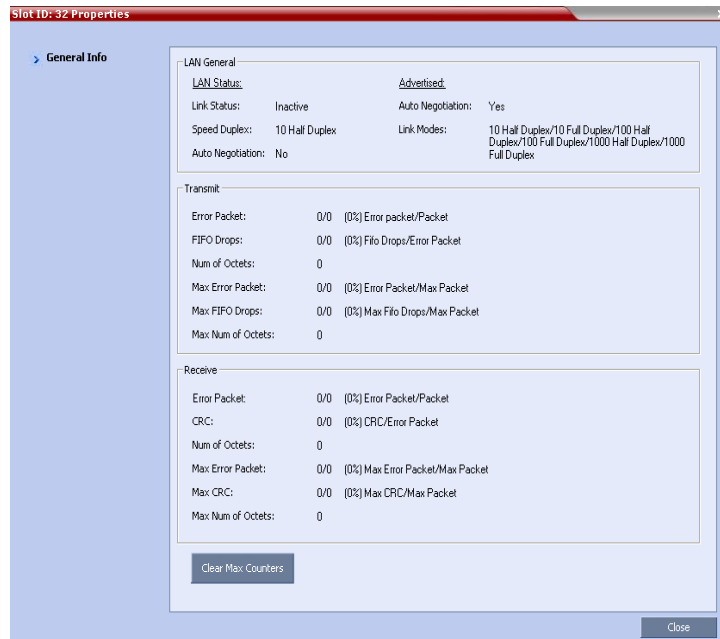 Slot ID: 32 Properties
General Info
LAN General
LAN Status: Advertised:
Link Status: Inactive Auto Negotiation: Yes
Speed Duplex: 10 Half Duplex Link Modes: 10 Half Duplex/10 Full Duplex/100 Half
Duplex/100 Full Duplex/1000 Half Duplex/1000
Auto Negotiation: No Full Duplex
Transmit
Error Packet: 0/0 (0%) Error packet/Packet
FIFO Drops: 0/0 (0%) Fifo Drops/Error Packet
Num of Octets: 0
Max Error Packet: 0/0 (0%) Error Packet/Max Packet
Max FIFO Drops: 0/0 (0%) Max Fifo Drops/Max Packet
Max Num of Octets: 0
Receive
Error Packet: 0/0 (0%) Error Packet/Packet
CRC: 0/0 (0%) CRC/Error Packet
Num of Octets: 0
Max Error Packet: 0/0 (0%) Max Error Packet/Max Packet
Max CRC: 0/0 (0%) Max CRC/Max Packet
Max Num of Octets: 0
Clear Max Counters
Close